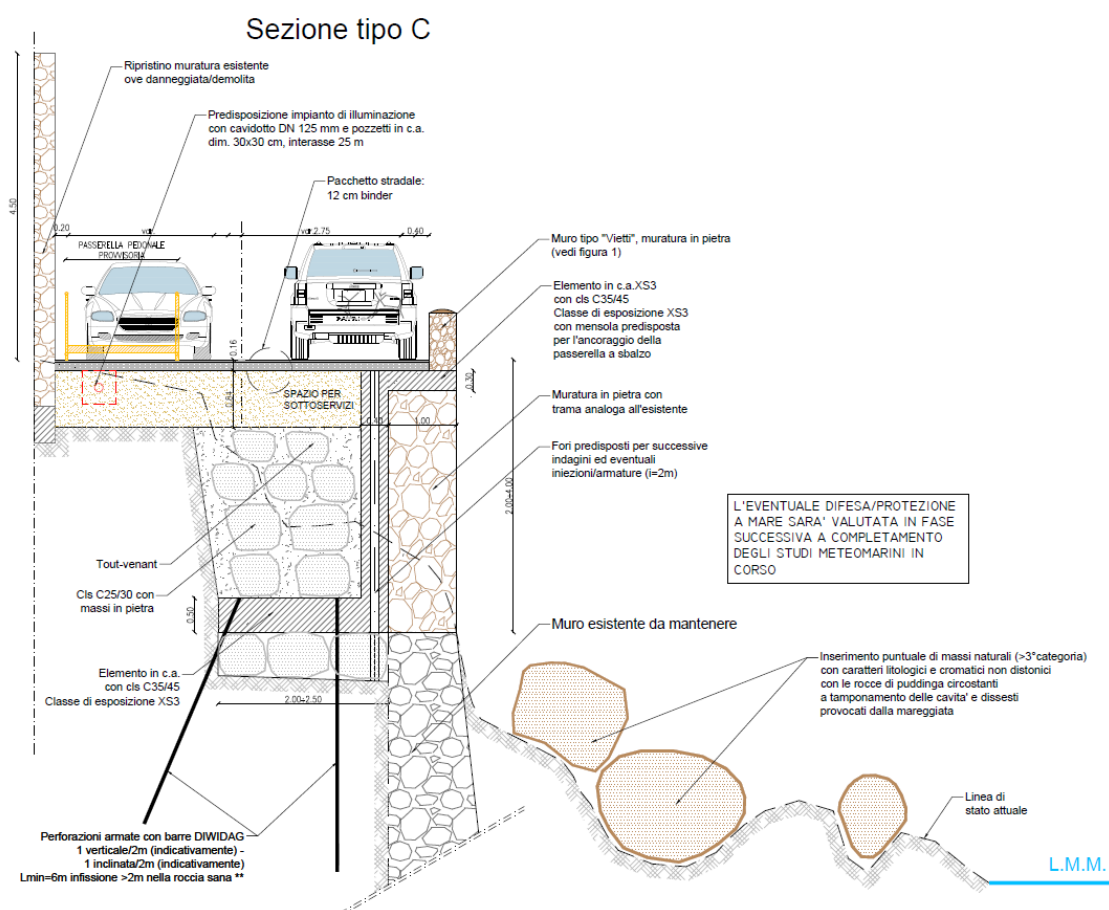 Sezione tipo C
Ripristino muratura esistente
ove danneggiata/demolita
Predisposizione impianto di illuminazione
con cavidotto DN 125 mm e pozzetti in c.a.
dim. 30x30 cm, interasse 25 m
Pacchetto stradale:
12 cm binder
4.50
0.20
var.
var 2.75
0.40
PASSERELLA PEDONALE
PROVVISORIA
Muro tipo "Vietti", muratura in pietra
(vedi figura 1)
Elemento in c.a.XS3
con cls C35/45
Classe di esposizione XS3
con mensola predisposta
per l'ancoraggio della
passerella a sbalzo
0.16
0.84
0.30
SPAZIO PER
SOTTOSERVIZI
0.40
1.00
Muratura in pietra con
trama analoga all'esistente
Fori predisposti per successive
indagini ed eventuali
iniezioni/armature (i=2m)
2.00÷4.00
L'EVENTUALE DIFESA/PROTEZIONE
A MARE SARA' VALUTATA IN FASE
SUCCESSIVA A COMPLETAMENTO
DEGLI STUDI METEOMARINI IN
CORSO
Tout-venant
Cls C25/30 con
massi in pietra
0.50
Muro esistente da mantenere
Elemento in c.a.
con cls C35/45
Classe di esposizione XS3
2.00÷2.50
Inserimento puntuale di massi naturali (>3°categoria)
con caratteri litologici e cromatici non distonici
con le rocce di puddinga circostanti
a tamponamento delle cavita' e dissesti
provocati dalla mareggiata
Linea di
stato attuale
Perforazioni armate con barre DIWIDAG
1 verticale/2m (indicativamente) -
1 inclinata/2m (indicativamente)
Lmin=6m infissione >2m nella roccia sana **
L.M.M.